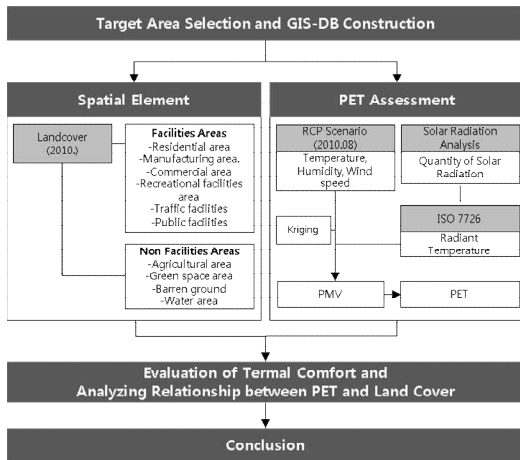 Target Area Selection and GIS-DB Construction
Spatial Element
Landcover
(2010.)
Facilities Areas
-Residential area
-Manufacturing area.
-Commercial area
-Recreational facilities
area
-Traffic facilities
-Public facilities
Non Facilities Areas
-Agricultural area
-Green space area
-Barren ground
-Water area
PET Assessment
RCP Scenario
(2010.08)
Temperature,
Humidity, Wind
speed
Solar Radiation
Analysis
Quantity of Solar
Radiation
Kriging
ISO 7726
Radiant
Temperature
PMV
PET
Evaluation of Termal Comfort and
Analyzing Relationship between PET and Land Cover
Conclusion